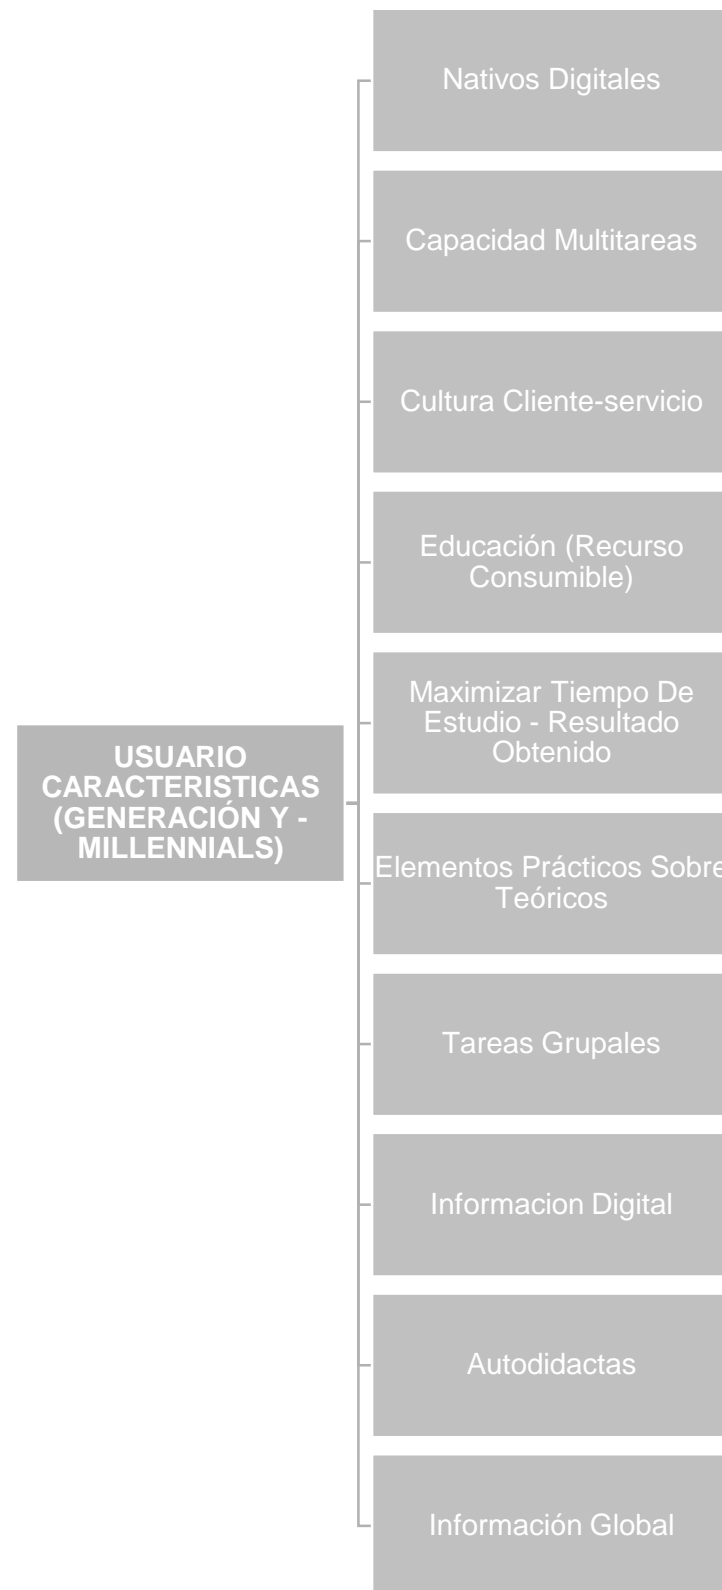 Nativos Digitales
Capacidad Multitareas
Cultura Cliente-servicio
Educación (Recurso
Consumible)
Maximizar Tiempo De
Estudio - Resultado
Obtenido
USUARIO
CARACTERISTICAS
(GENERACIÓN Y -
MILLENNIALS)
Elementos Prácticos Sobre
Teóricos
Tareas Grupales
Informacion Digital
Autodidactas
Información Global